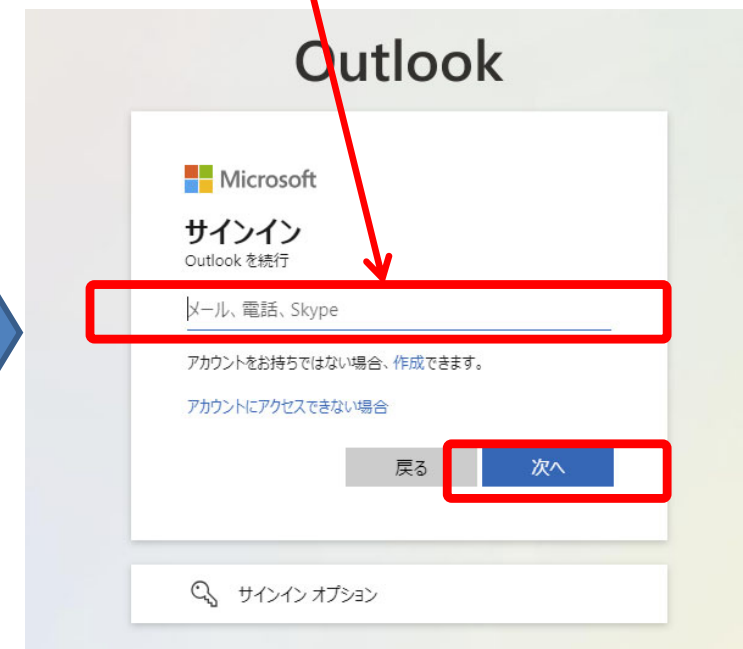 Outlook
Microsoft
サインイン
Outlook を続行
メール、電話、Skype
アカウントをお持ちではない場合、作成できます。
アカウントにアクセスできない場合
戻る 次へ
サインイン オプション